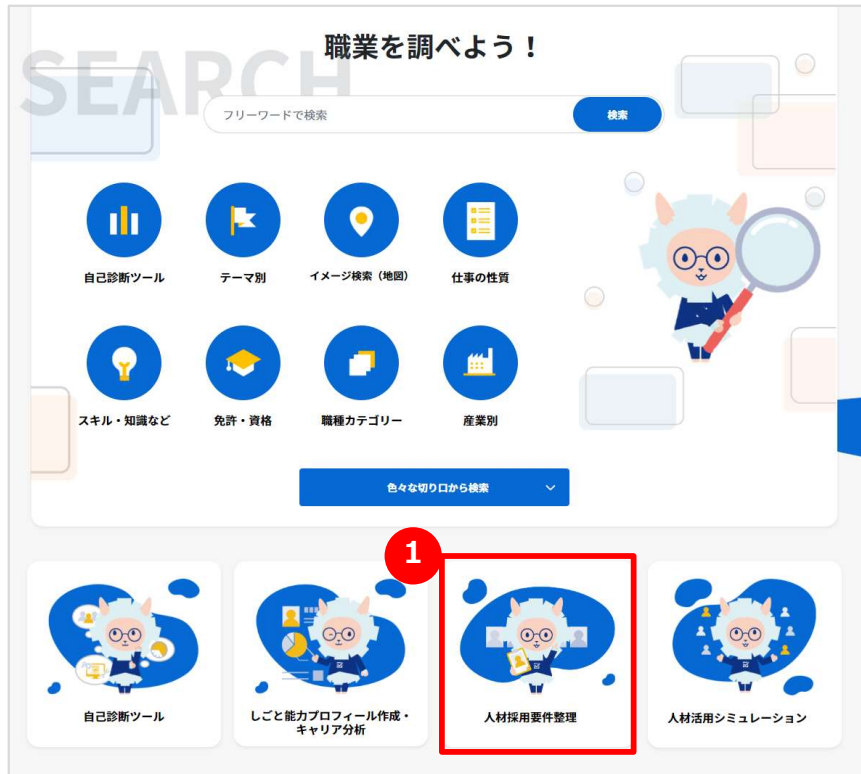 職業を調べよう！
SEARCH
フリーワードで検索
検索
自己診断ツール
テーマ別
イメージ検索（地図）
仕事の性質
スキル・知識など
免許・資格
職種カテゴリー
産業別
色々な切り口から検索
1
自己診断ツール
しごと能力プロフィール作成・
キャリア分析
人材採用要件整理
人材活用シミュレーション